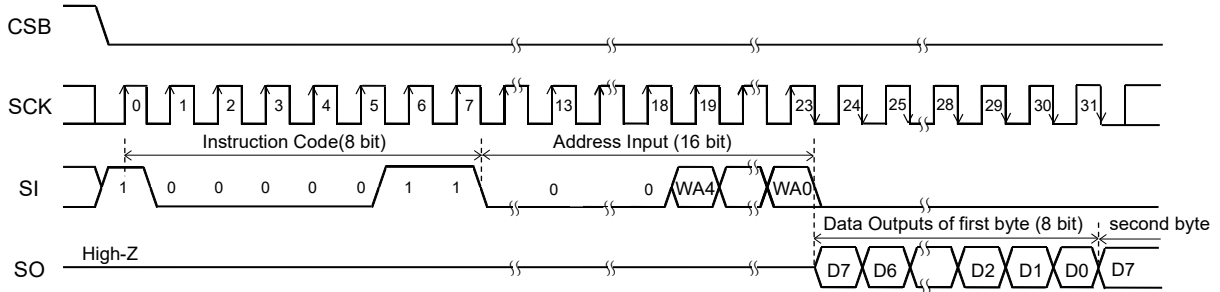 CSB
SCK 0 1 2 3 4 5 6 7 13 18 19 23 24 25 28 29 30 31
Instruction Code(8 bit) Address Input (16 bit)
SI 1 0 0 0 0 0 1 1 0 0 WA4 WA0
Data Outputs of first byte (8 bit) second byte
High-Z
SO D7 D6 D2 D1 D0 D7